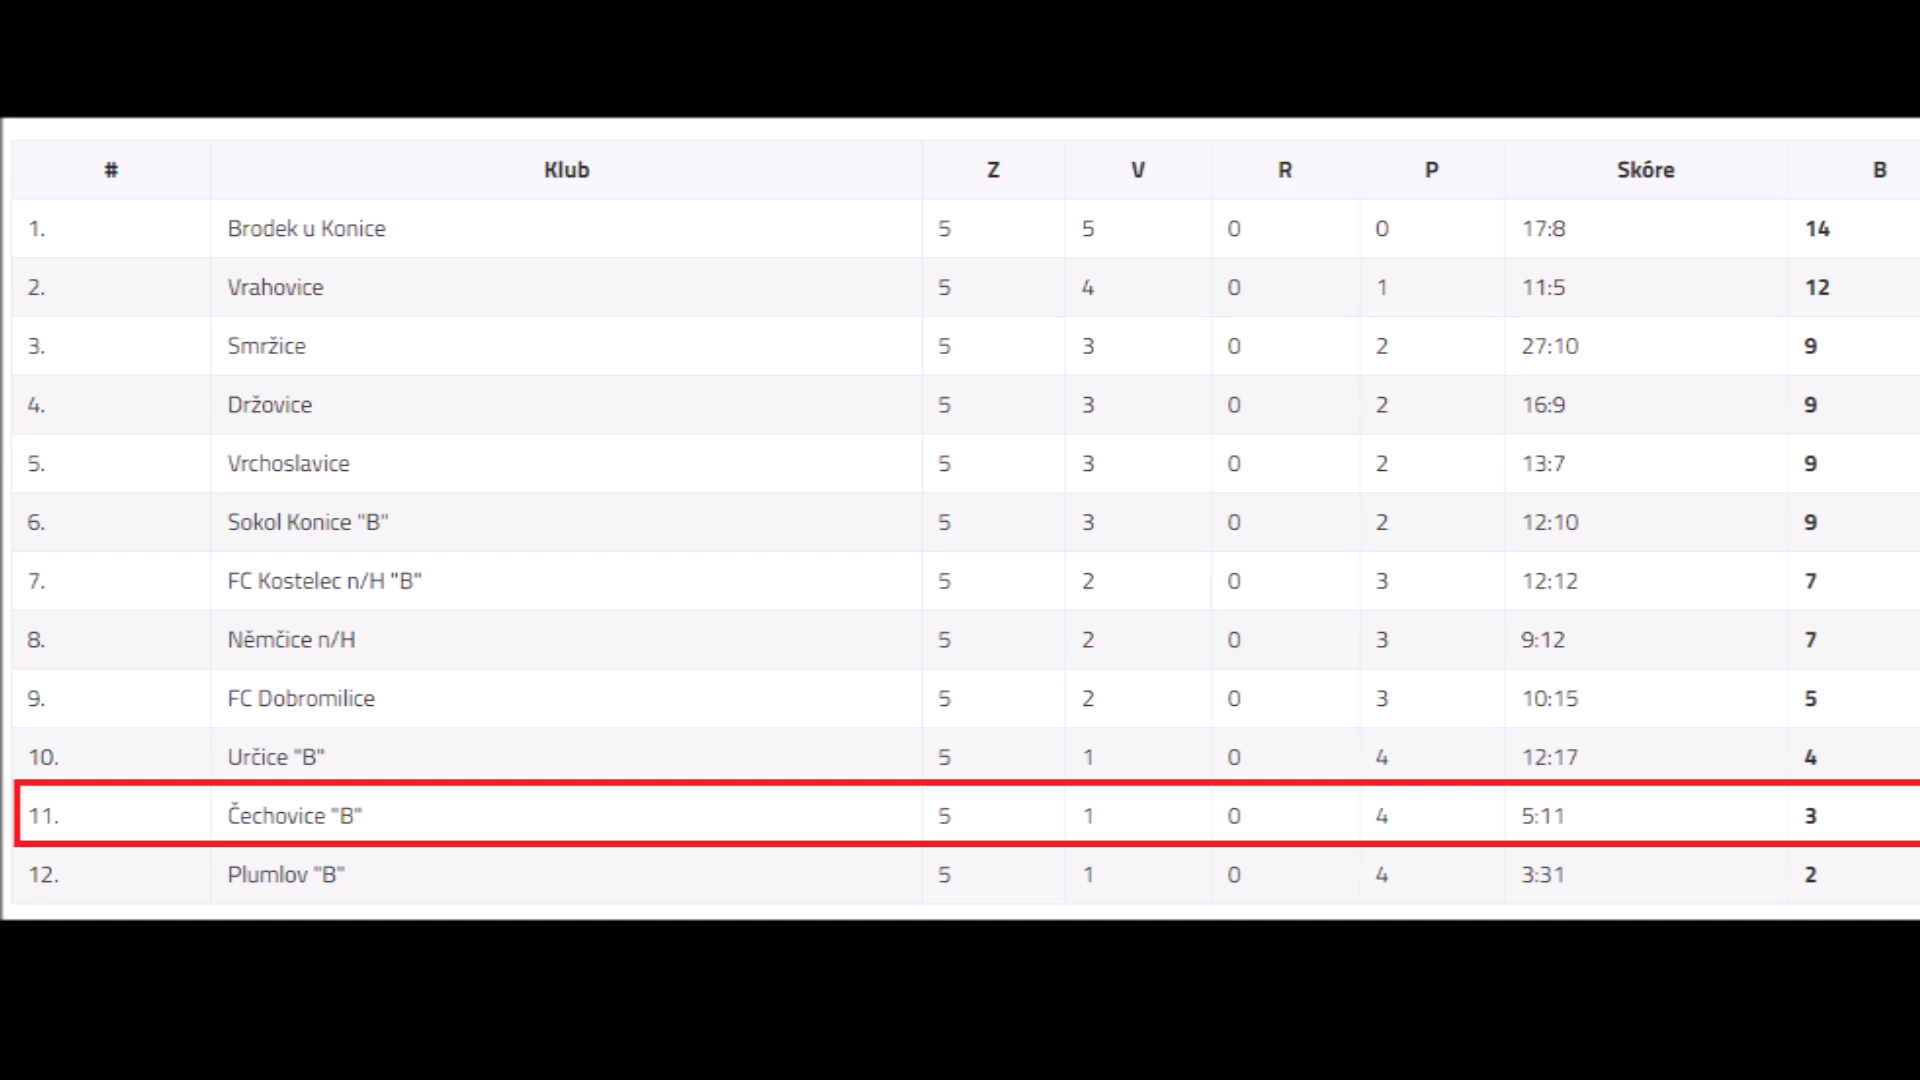 # Klub Z V R P Skóre B
1. Brodek u Konice 5 5 0 0 17:8 14
2. Vrahovice 5 4 0 1 11:5 12
3. Smržice 5 3 0 2 27:10 9
4. Držovice 5 3 0 2 16:9 9
5. Vrchoslavice 5 3 0 2 13:7 9
6. Sokol Konice "B" 5 3 0 2 12:10 9
7. FC Kostelec n/H "B" 5 2 0 3 12:12 7
8. Němčice n/H 5 2 0 3 9:12 7
9. FC Dobromilice 5 2 0 3 10:15 5
10. Určice "B" 5 1 0 4 12:17 4
11. Čechovice "B" 5 1 0 4 5:11 3
12. Plumlov "B" 5 1 0 4 3:31 2